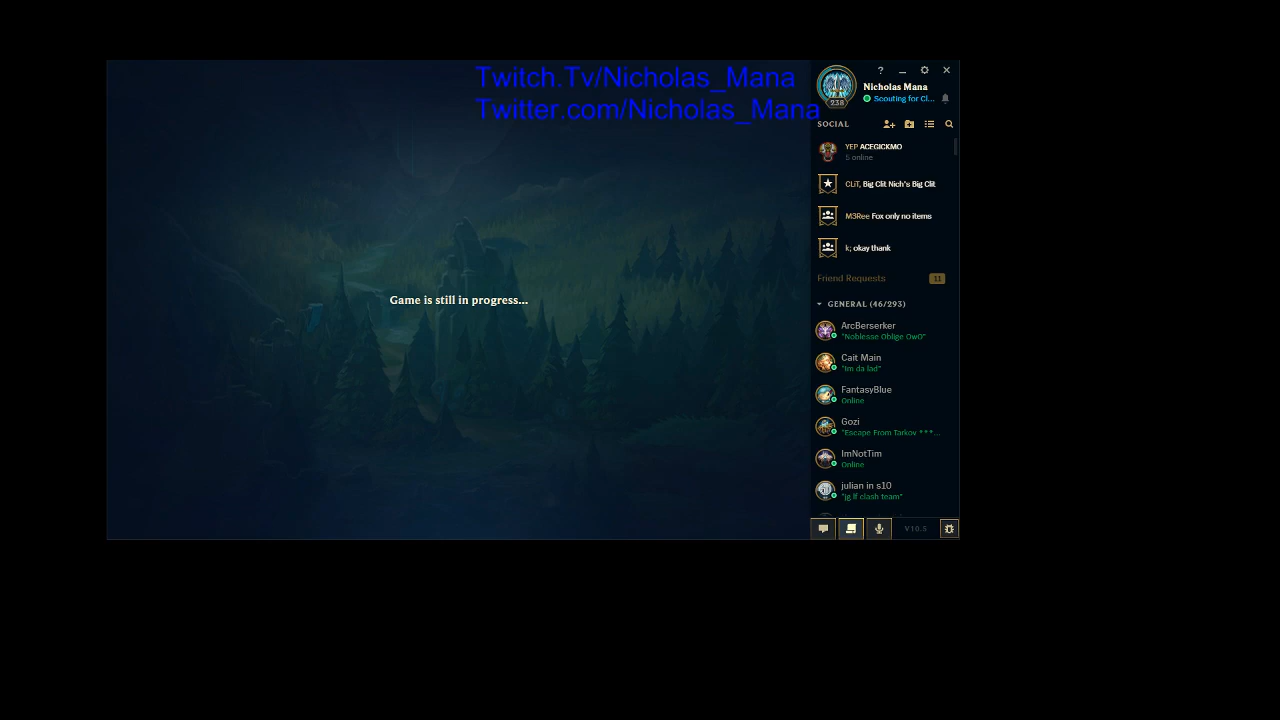 Twitch.Tv/Nicholas_Mana
Twitter.com/Nicholas_Mana
?
Nicholas Mana
238
Scouting for Cl...
SOCIAL
YEP ACEGICKMO
5 online
CLiT, Big Clit Nich's Big Clit
M3Ree Fox only no items
k; okay thank
Friend Requests 11
GENERAL (46/293)
ArcBerserker
"Noblesse Oblige OwO"
Cait Main
"Im da lad"
FantasyBlue
Online
Gozi
"Escape From Tarkov ***...
ImNotTim
Online
julian in s10
"jg lf clash team"
V10.5
Game is still in progress...